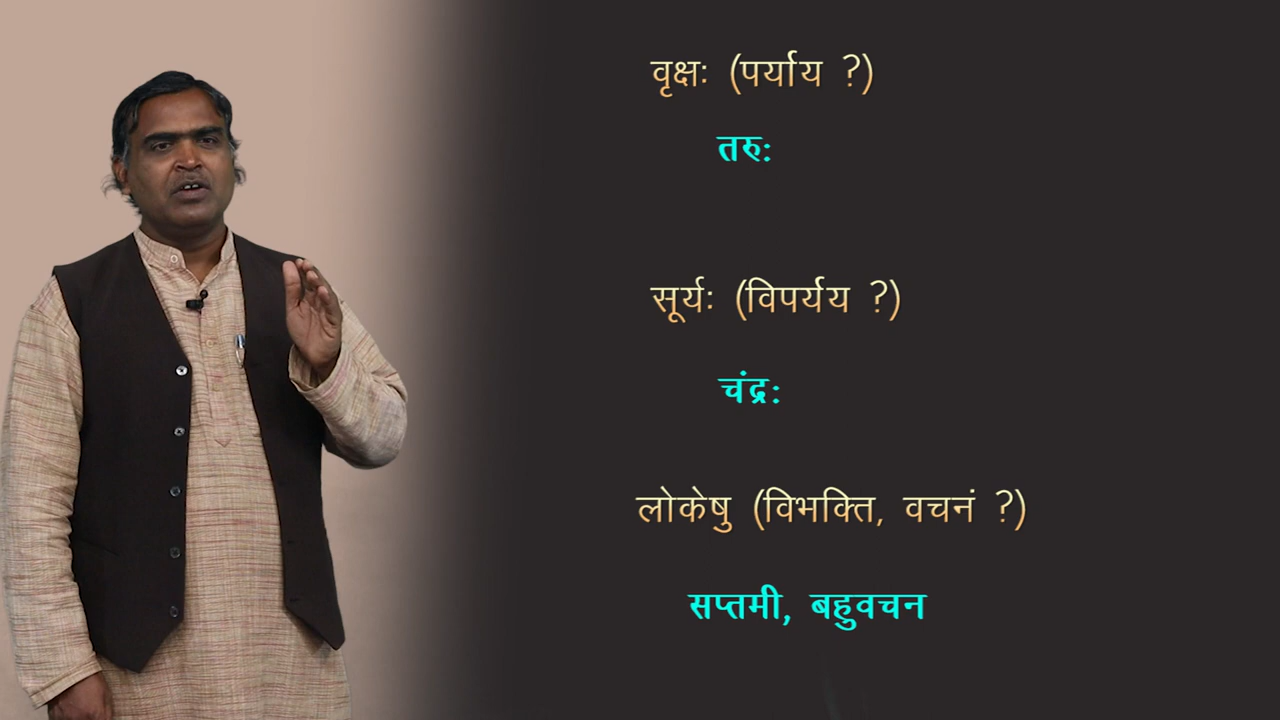 वृक्षः (पर्याय ?)
तरु:
सूर्यः (विपर्यय ?)
चंद्र:
लोकेषु (विभक्ति, वचनं ?)
सप्तमी, बहुवचन